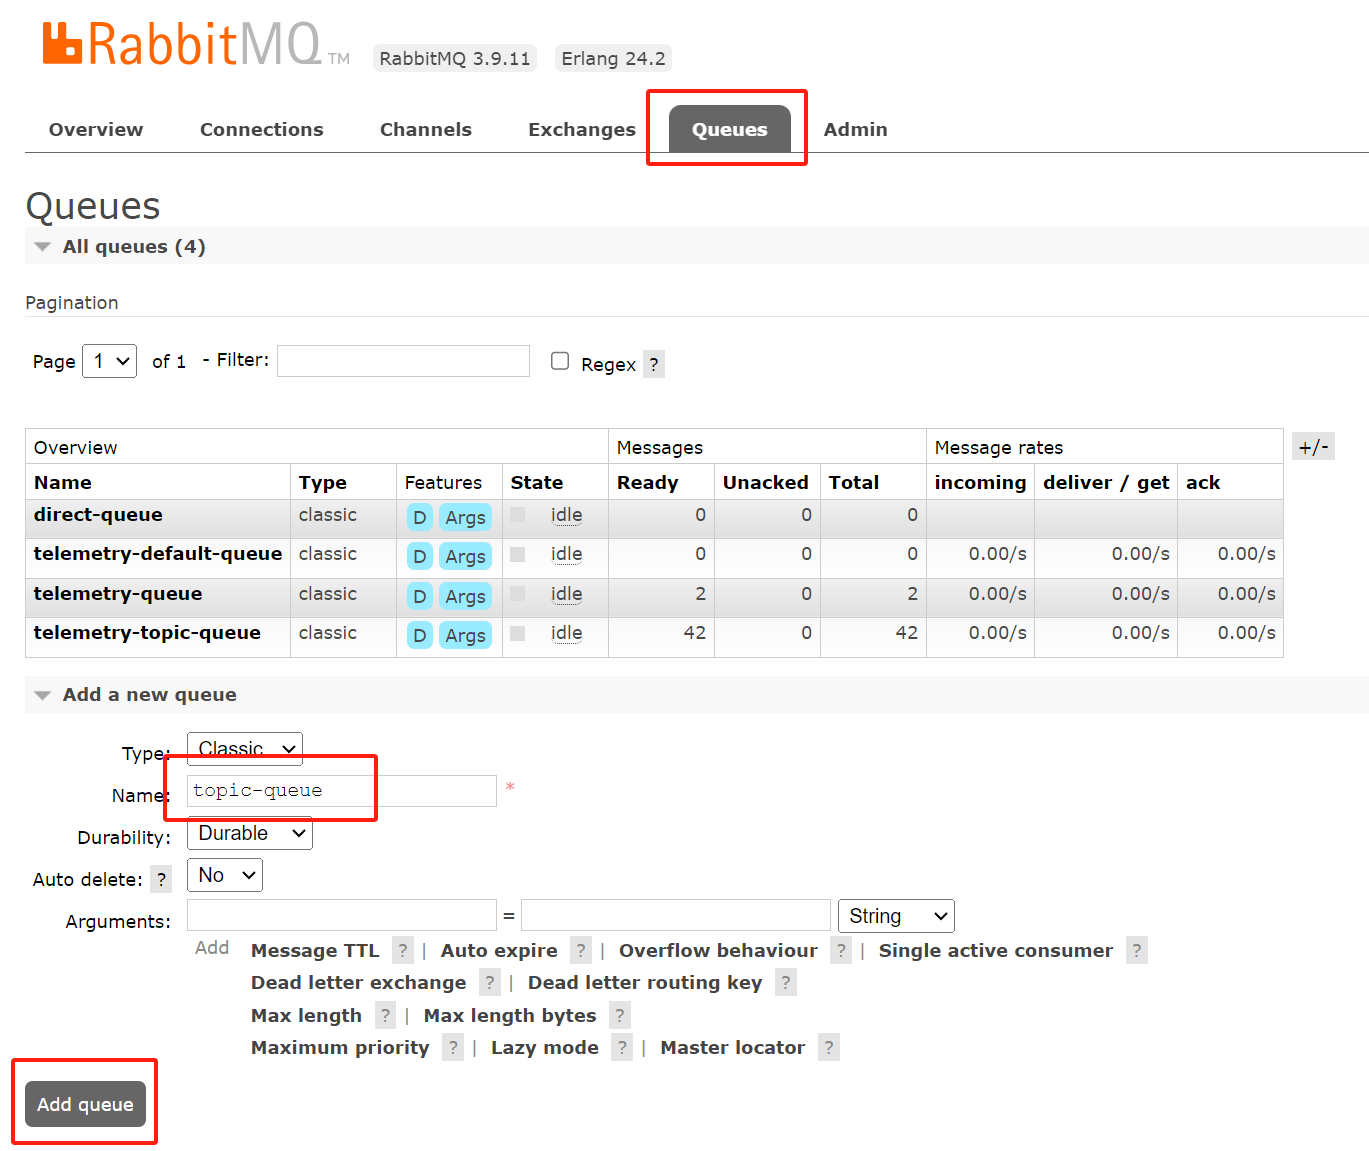 RabbitMQ TM RabbitMQ 3.9.11 Erlang 24.2
Overview Connections Channels Exchanges Queues Admin
Queues
All queues (4)
Pagination
Page 1 of 1 - Filter: Regex ?
Overview Messages Message rates +/-
Name Type Features State Ready Unacked Total incoming deliver / get ack
direct-queue classic D Args idle 0 0 0
telemetry-default-queue classic D Args idle 0 0 0 0.00/s 0.00/s 0.00/s
telemetry-queue classic D Args idle 2 0 2 0.00/s 0.00/s 0.00/s
telemetry-topic-queue classic D Args idle 42 0 42 0.00/s 0.00/s 0.00/s
Add a new queue
Type: Classic
Name: topic-queue *
Durability: Durable
Auto delete: ? No
Arguments: = String
Add Message TTL ? | Auto expire ? | Overflow behaviour ? | Single active consumer ?
Dead letter exchange ? | Dead letter routing key ?
Max length ? | Max length bytes ?
Maximum priority ? | Lazy mode ? | Master locator ?
Add queue